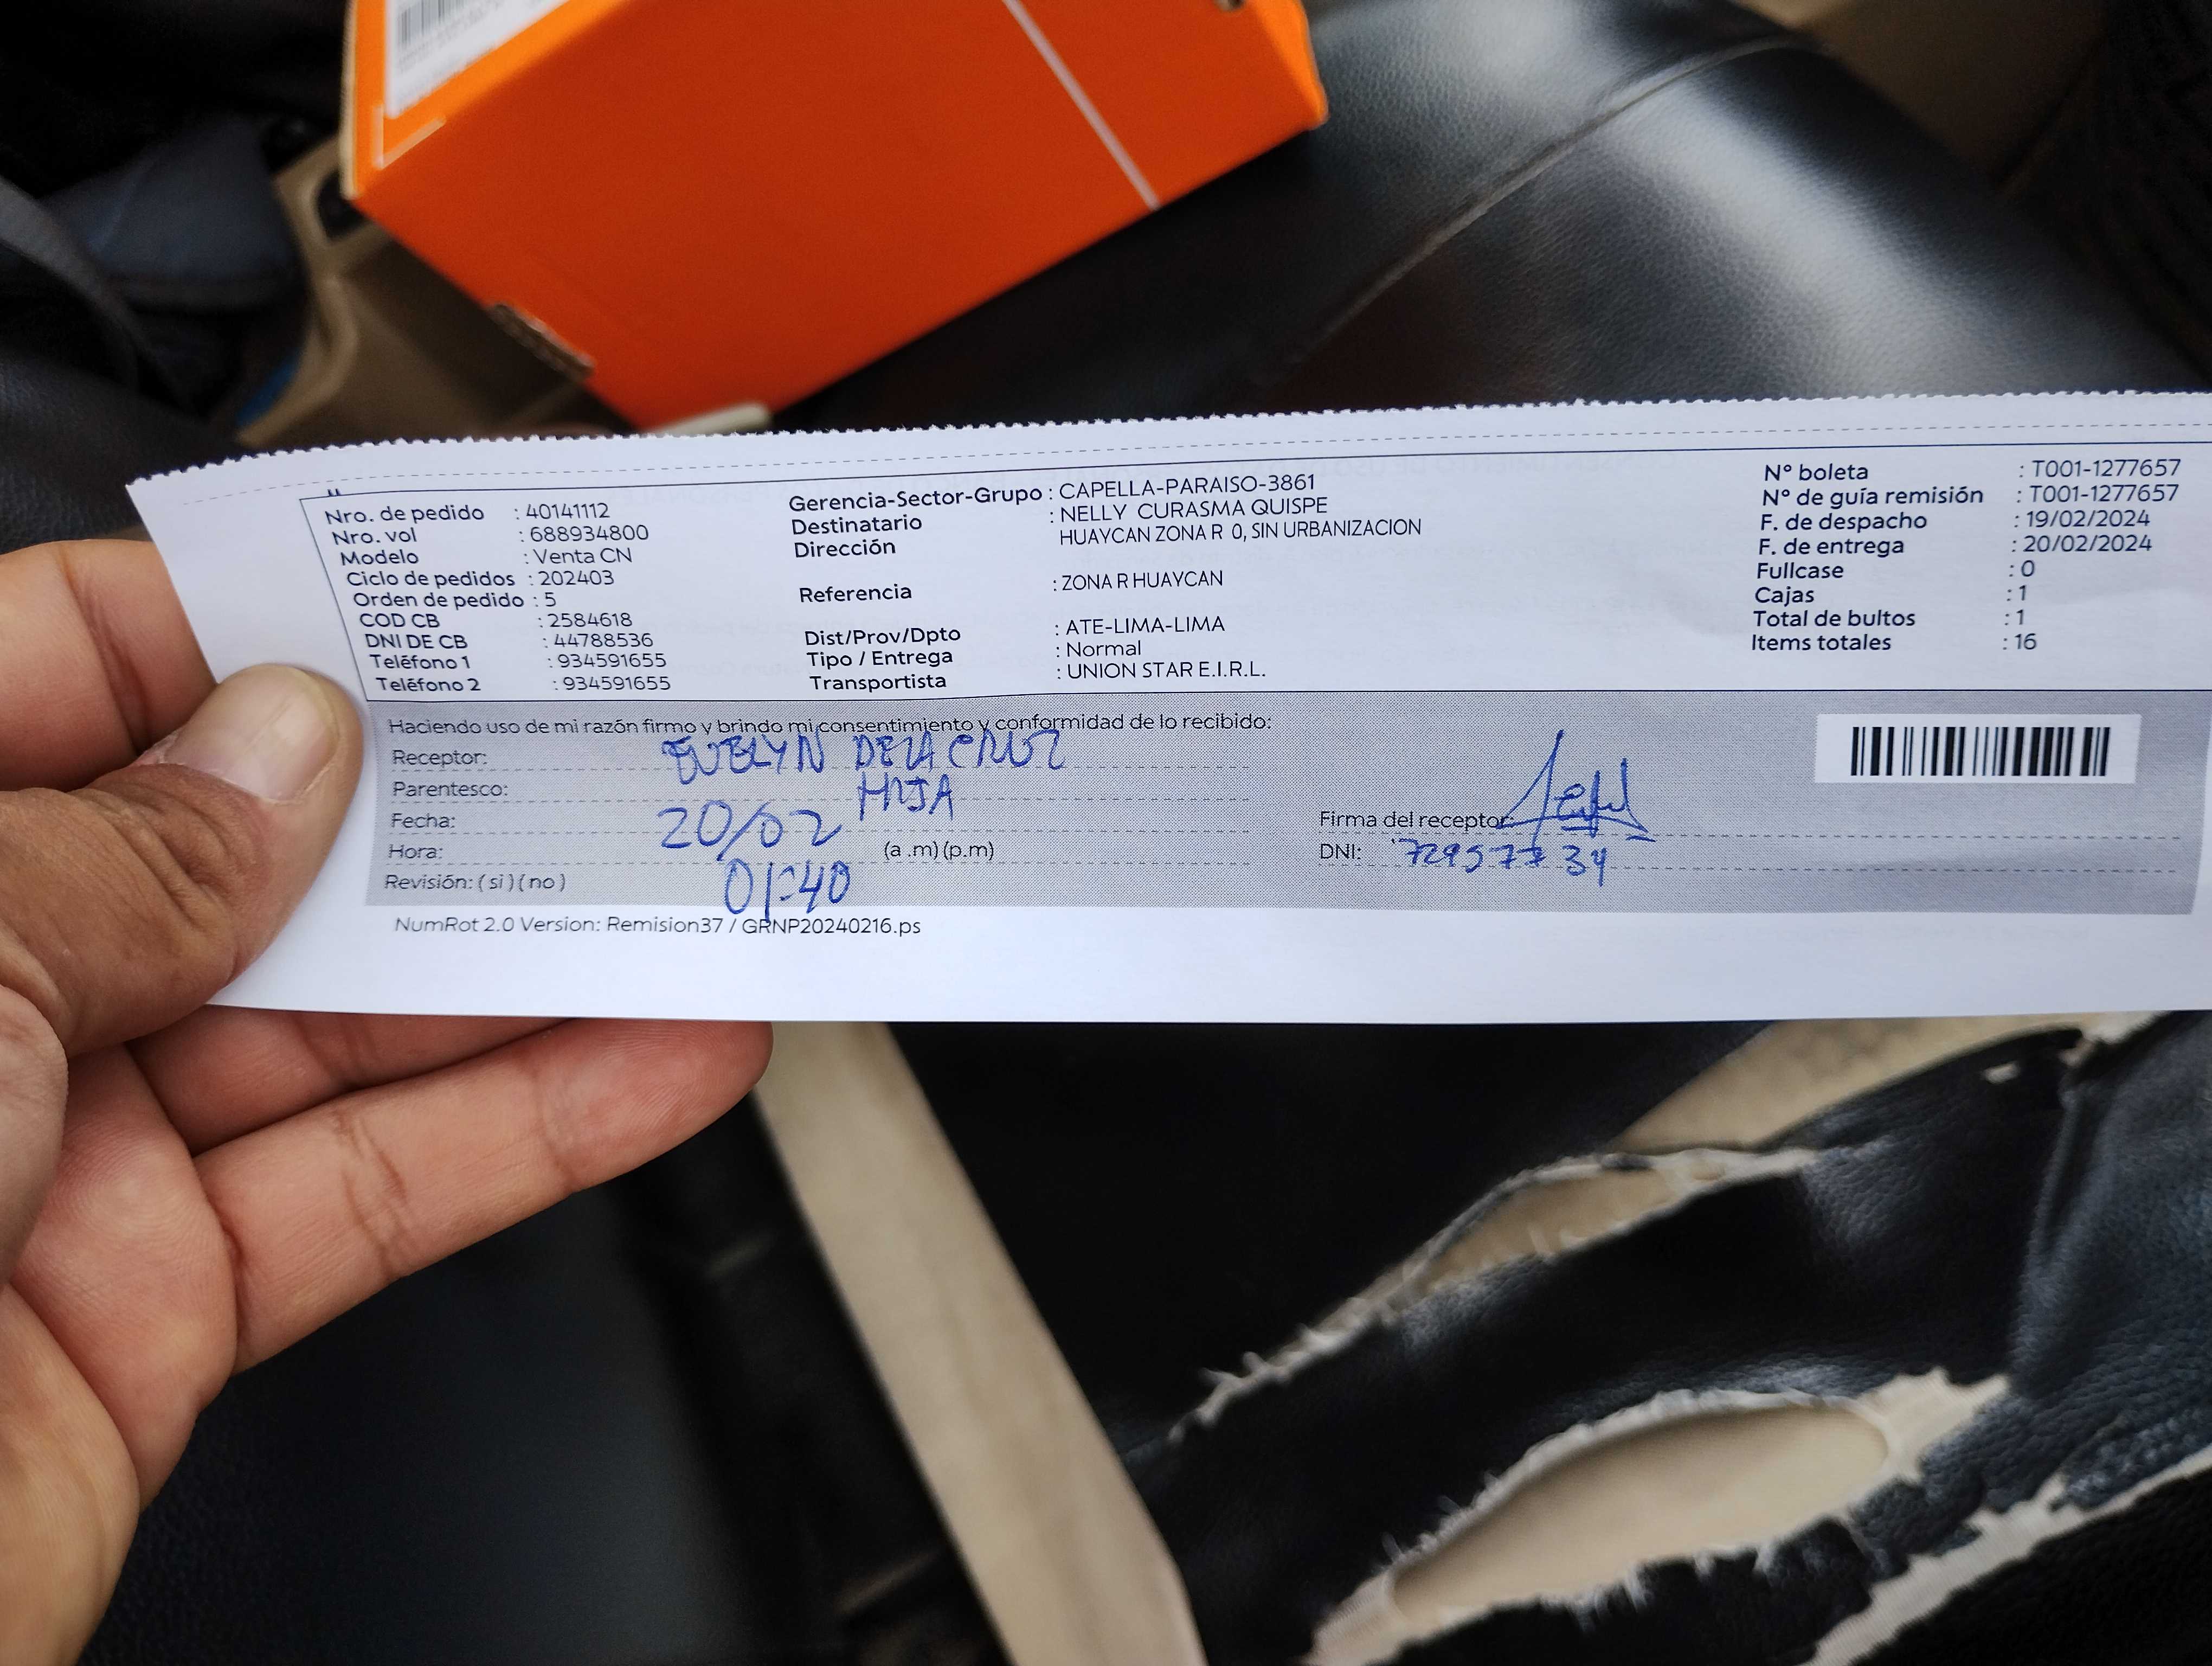 Nro. de pedido : 40141112
Nro. vol : 688934800
Modelo : Venta CN
Ciclo de pedidos : 202403
Orden de pedido : 5
COD CB : 2584618
DNI DE CB : 44788536
Teléfono 1 : 934591655
Teléfono 2 : 934591655
Gerencia-Sector-Grupo : CAPELLA-PARAISO-3861
Destinatario : NELLY CURASMA QUISPE
Dirección HUAYCAN ZONA R 0, SIN URBANIZACION
Referencia : ZONA R HUAYCAN
Dist/Prov/Dpto : ATE-LIMA-LIMA
Tipo / Entrega : Normal
Transportista : UNION STAR E.I.R.L.
N° boleta : T001-1277657
N° de guía remisión : T001-1277657
F. de despacho : 19/02/2024
F. de entrega : 20/02/2024
Fullcase : 0
Cajas : 1
Total de bultos : 1
Items totales : 16
Haciendo uso de mi razón firmo y brindo mi consentimiento y conformidad de lo recibido:
Receptor: EVELYN DE LA CRUZ
Parentesco: HIJA
Fecha: 20/02
Hora: 01:40 (a .m) (p.m)
Revisión: ( si ) ( no )
Firma del receptor:
DNI: 72957734
NumRot 2.0 Version: Remision37 / GRNP20240216.ps